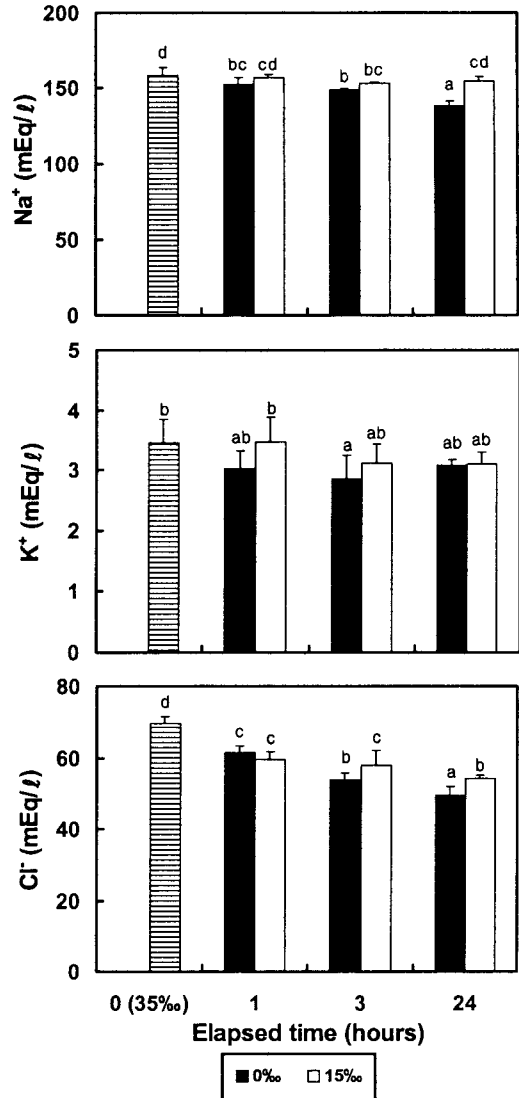 200
150
100
50
0
Na⁺ (mEq/ℓ)
d
bc
cd
b
bc
a
cd
5
4
3
2
1
0
K⁺ (mEq/ℓ)
b
ab
b
a
ab
ab
ab
80
60
40
20
0
Cl⁻ (mEq/ℓ)
d
c
c
b
c
a
b
0 (35‰)
1
3
24
Elapsed time (hours)
0‰
15‰